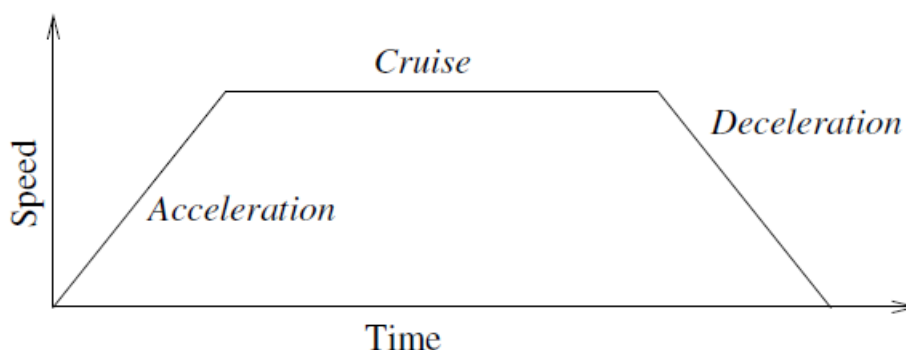 Cruise
Deceleration
Acceleration
Speed
Time